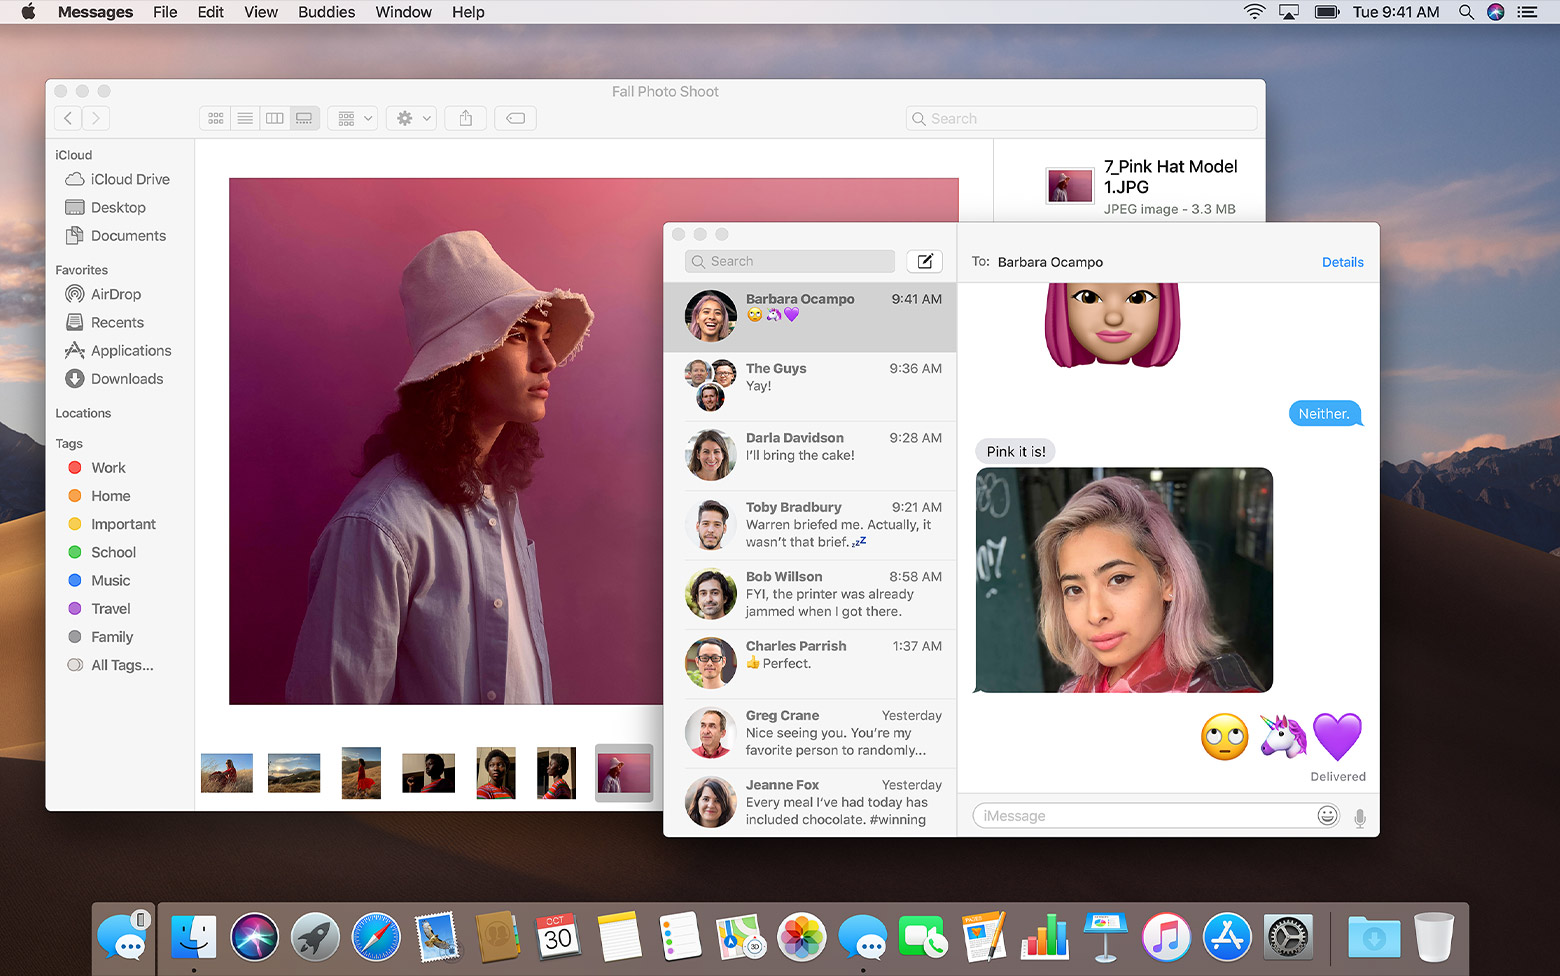 Messages File Edit View Buddies Window Help Tue 9:41 AM
Fall Photo Shoot
Search
iCloud
iCloud Drive
Desktop
Documents
Favorites
AirDrop
Recents
Applications
Downloads
Locations
Tags
Work
Home
Important
School
Music
Travel
Family
All Tags...
7_Pink Hat Model
1.JPG
JPEG image - 3.3 MB
Search
Barbara Ocampo 9:41 AM
🙄🦄💜
The Guys 9:36 AM
Yay!
Darla Davidson 9:28 AM
I'll bring the cake!
Toby Bradbury 9:21 AM
Warren briefed me. Actually, it
wasn't that brief. 💤
Bob Willson 8:58 AM
FYI, the printer was already
jammed when I got there.
Charles Parrish 1:37 AM
👍 Perfect.
Greg Crane Yesterday
Nice seeing you. You're my
favorite person to randomly...
Jeanne Fox Yesterday
Every meal I've had today has
included chocolate. #winning
To: Barbara Ocampo Details
Neither.
Pink it is!
🙄🦄💜
Delivered
iMessage
OCT
30
PAGES
3D